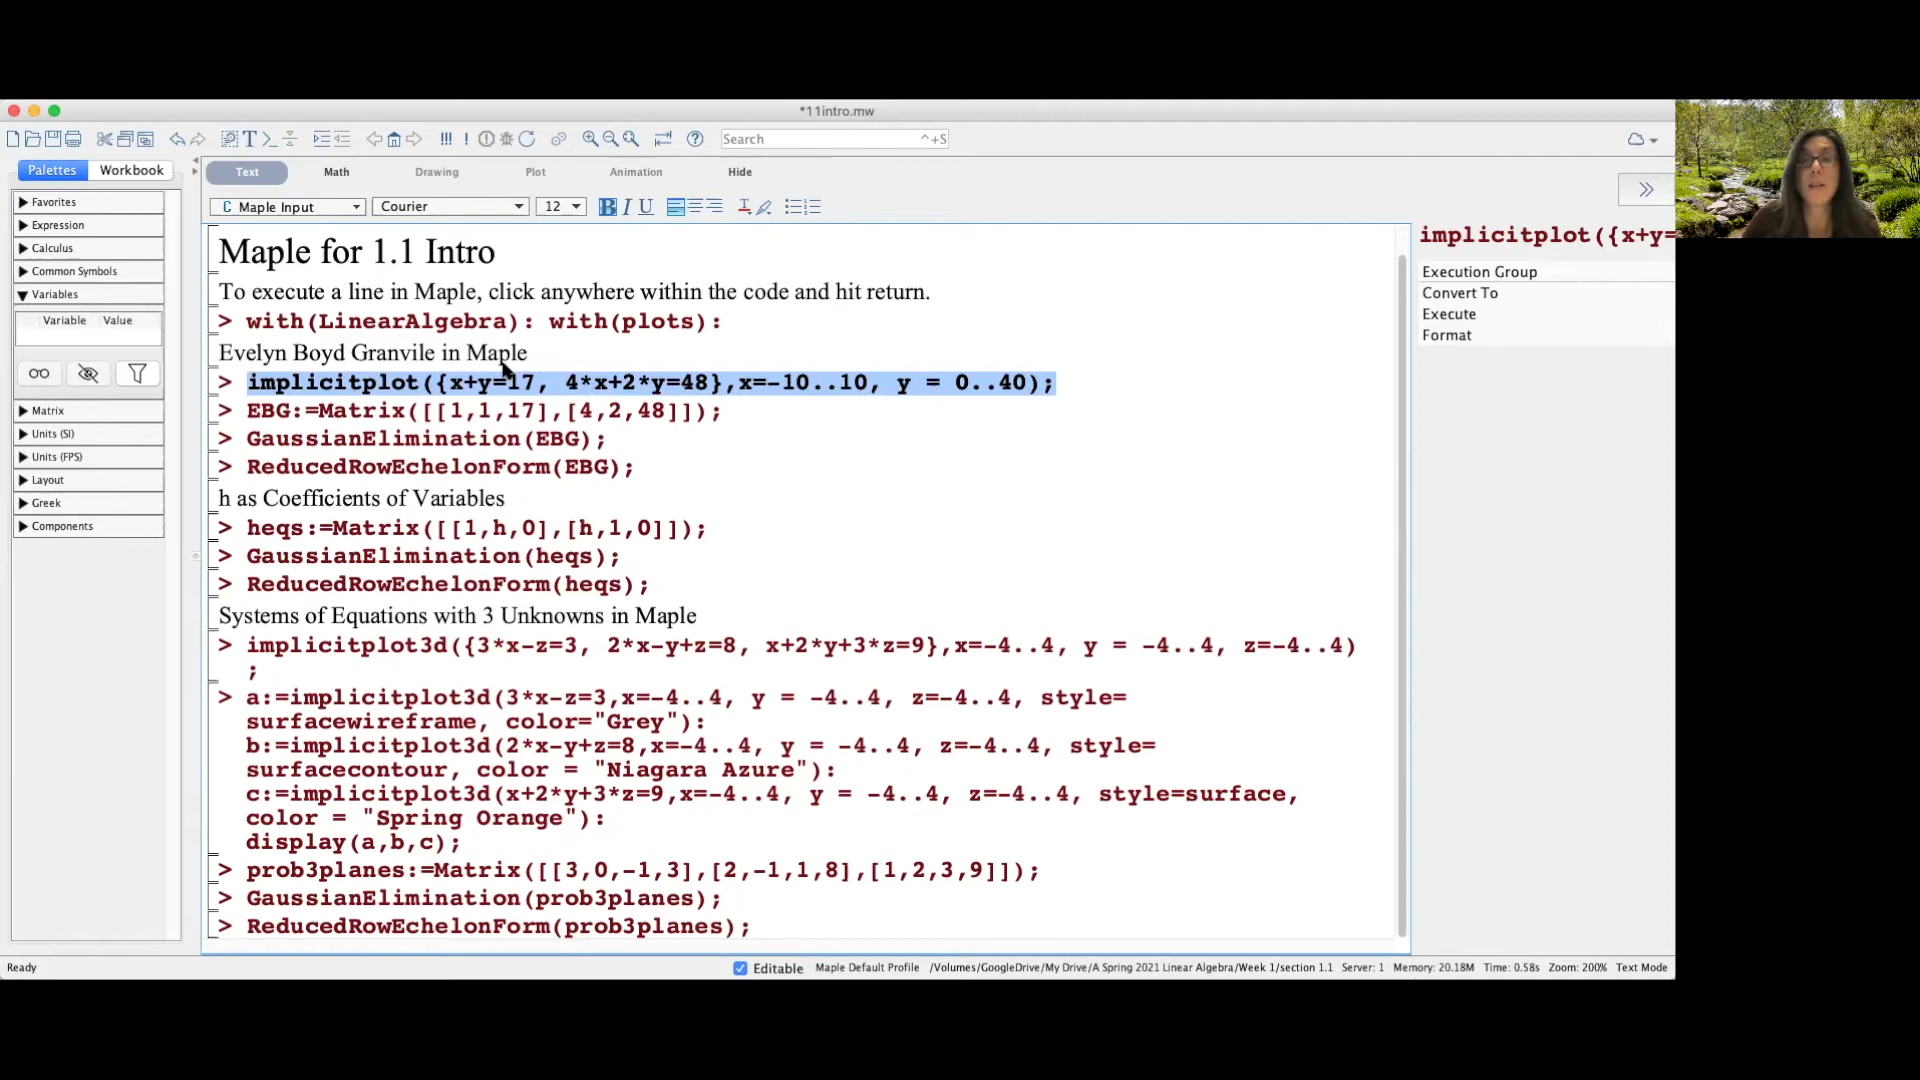 *11intro.mw
Search ^+S
Palettes Workbook
Text Math Drawing Plot Animation Hide
C Maple Input Courier 12 B I U
Favorites
Expression
Calculus
Common Symbols
Variables
Variable Value
Matrix
Units (SI)
Units (FPS)
Layout
Greek
Components
Maple for 1.1 Intro
To execute a line in Maple, click anywhere within the code and hit return.
> with(LinearAlgebra): with(plots):
Evelyn Boyd Granvile in Maple
> implicitplot({x+y=17, 4*x+2*y=48},x=-10..10, y = 0..40);
> EBG:=Matrix([[1,1,17],[4,2,48]]);
> GaussianElimination(EBG);
> ReducedRowEchelonForm(EBG);
h as Coefficients of Variables
> heqs:=Matrix([[1,h,0],[h,1,0]]);
> GaussianElimination(heqs);
> ReducedRowEchelonForm(heqs);
Systems of Equations with 3 Unknowns in Maple
> implicitplot3d({3*x-z=3, 2*x-y+z=8, x+2*y+3*z=9},x=-4..4, y = -4..4, z=-4..4)
;
> a:=implicitplot3d(3*x-z=3,x=-4..4, y = -4..4, z=-4..4, style=
surfacewireframe, color="Grey"):
b:=implicitplot3d(2*x-y+z=8,x=-4..4, y = -4..4, z=-4..4, style=
surfacecontour, color = "Niagara Azure"):
c:=implicitplot3d(x+2*y+3*z=9,x=-4..4, y = -4..4, z=-4..4, style=surface,
color = "Spring Orange"):
display(a,b,c);
> prob3planes:=Matrix([[3,0,-1,3],[2,-1,1,8],[1,2,3,9]]);
> GaussianElimination(prob3planes);
> ReducedRowEchelonForm(prob3planes);
implicitplot({x+y=
Execution Group
Convert To
Execute
Format
Ready
Editable Maple Default Profile /Volumes/GoogleDrive/My Drive/A Spring 2021 Linear Algebra/Week 1/section 1.1 Server: 1 Memory: 20.18M Time: 0.58s Zoom: 200% Text Mode